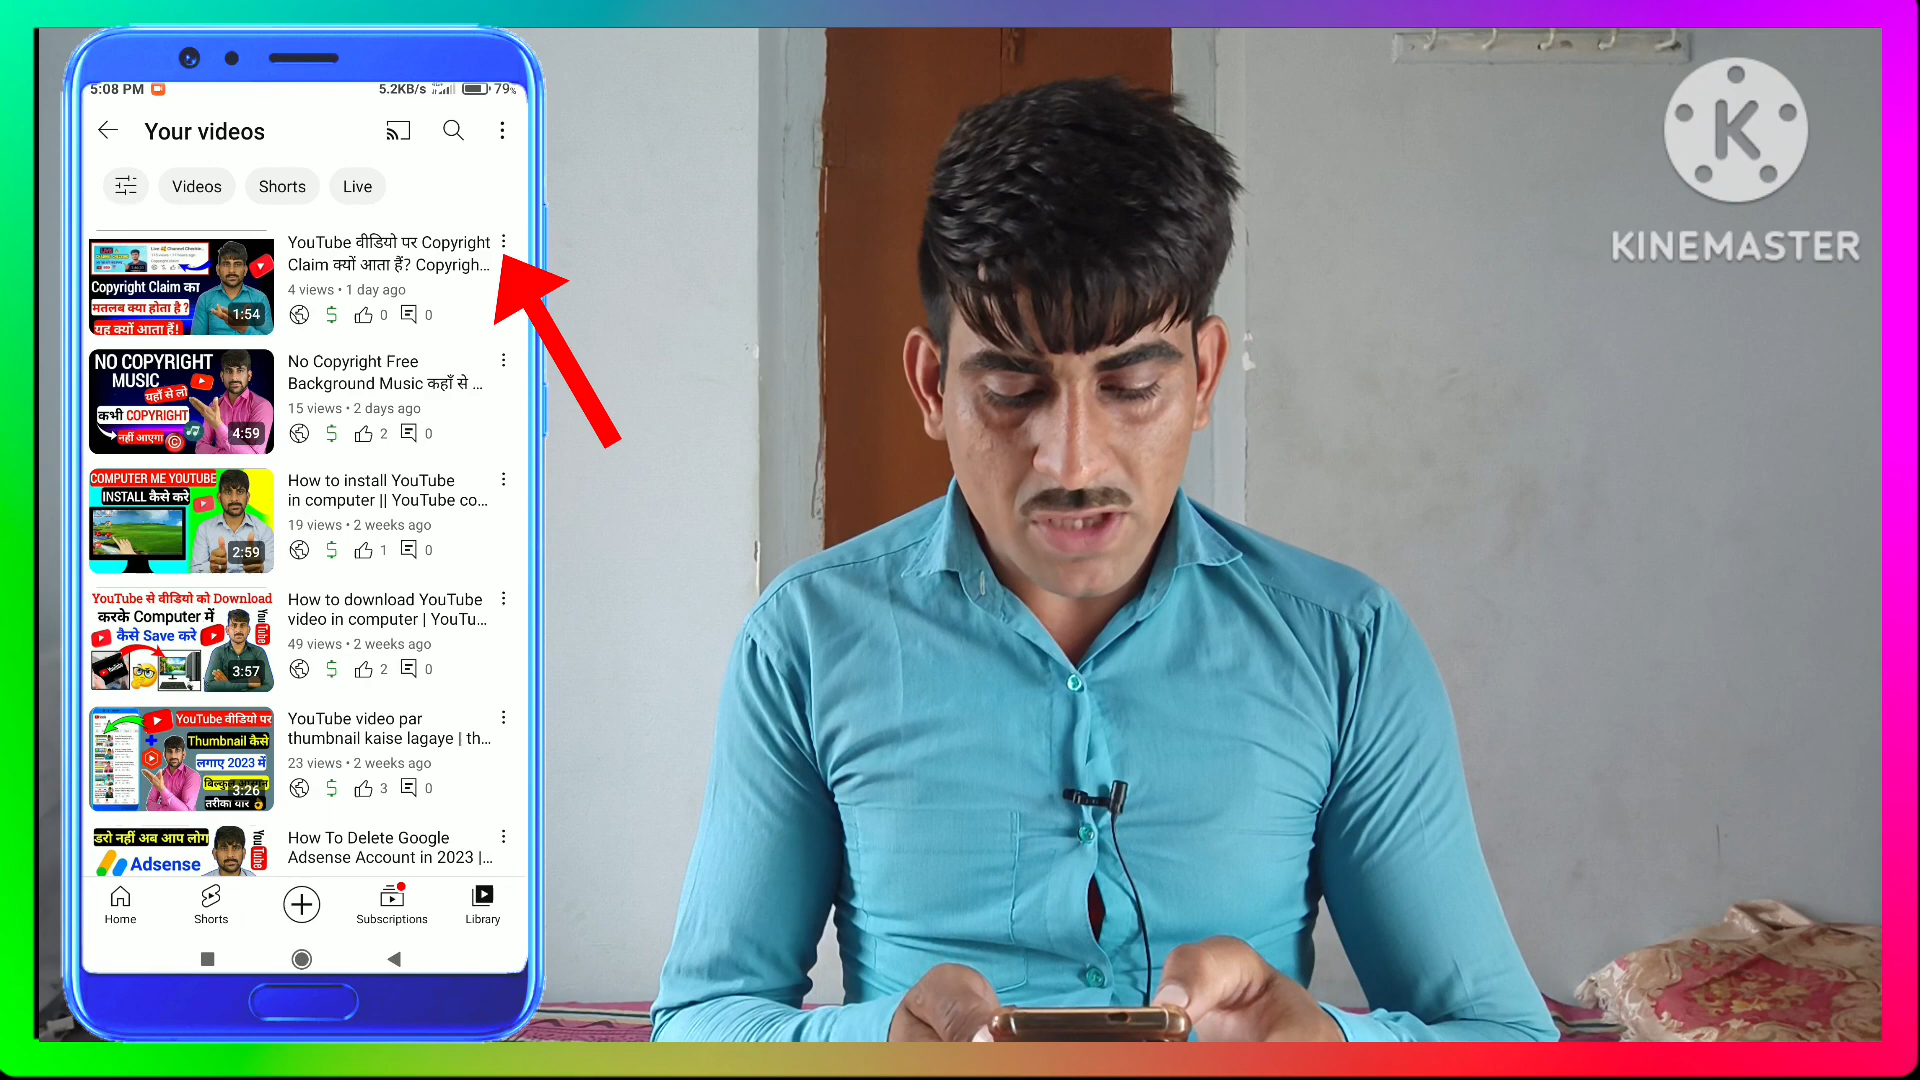 5:08 PM
5.2KB/s
79%
Your videos
Videos
Shorts
Live
Copyright Claim का
मतलब क्या होता है ?
यह क्यों आता हैं!
1:54
YouTube वीडियो पर Copyright
Claim क्यों आता हैं? Copyrigh...
4 views • 1 day ago
0
0
NO COPYRIGHT
MUSIC
यहाँ से लो
कभी COPYRIGHT
नहीं आएगा
4:59
No Copyright Free
Background Music कहाँ से ...
15 views • 2 days ago
2
0
COMPUTER ME YOUTUBE
INSTALL कैसे करे
2:59
How to install YouTube
in computer || YouTube co...
19 views • 2 weeks ago
1
0
YouTube से वीडियो को Download
करके Computer में
कैसे Save करे
YouTube
3:57
How to download YouTube
video in computer | YouTu...
49 views • 2 weeks ago
2
0
YouTube वीडियो पर
Thumbnail कैसे
लगाए 2023 में
3:26
YouTube video par
thumbnail kaise lagaye | th...
23 views • 2 weeks ago
3
0
डरो नहीं अब आप लोग
Adsense
YouTube
How To Delete Google
Adsense Account in 2023 |...
Home
Shorts
Subscriptions
Library
K
KINEMASTER